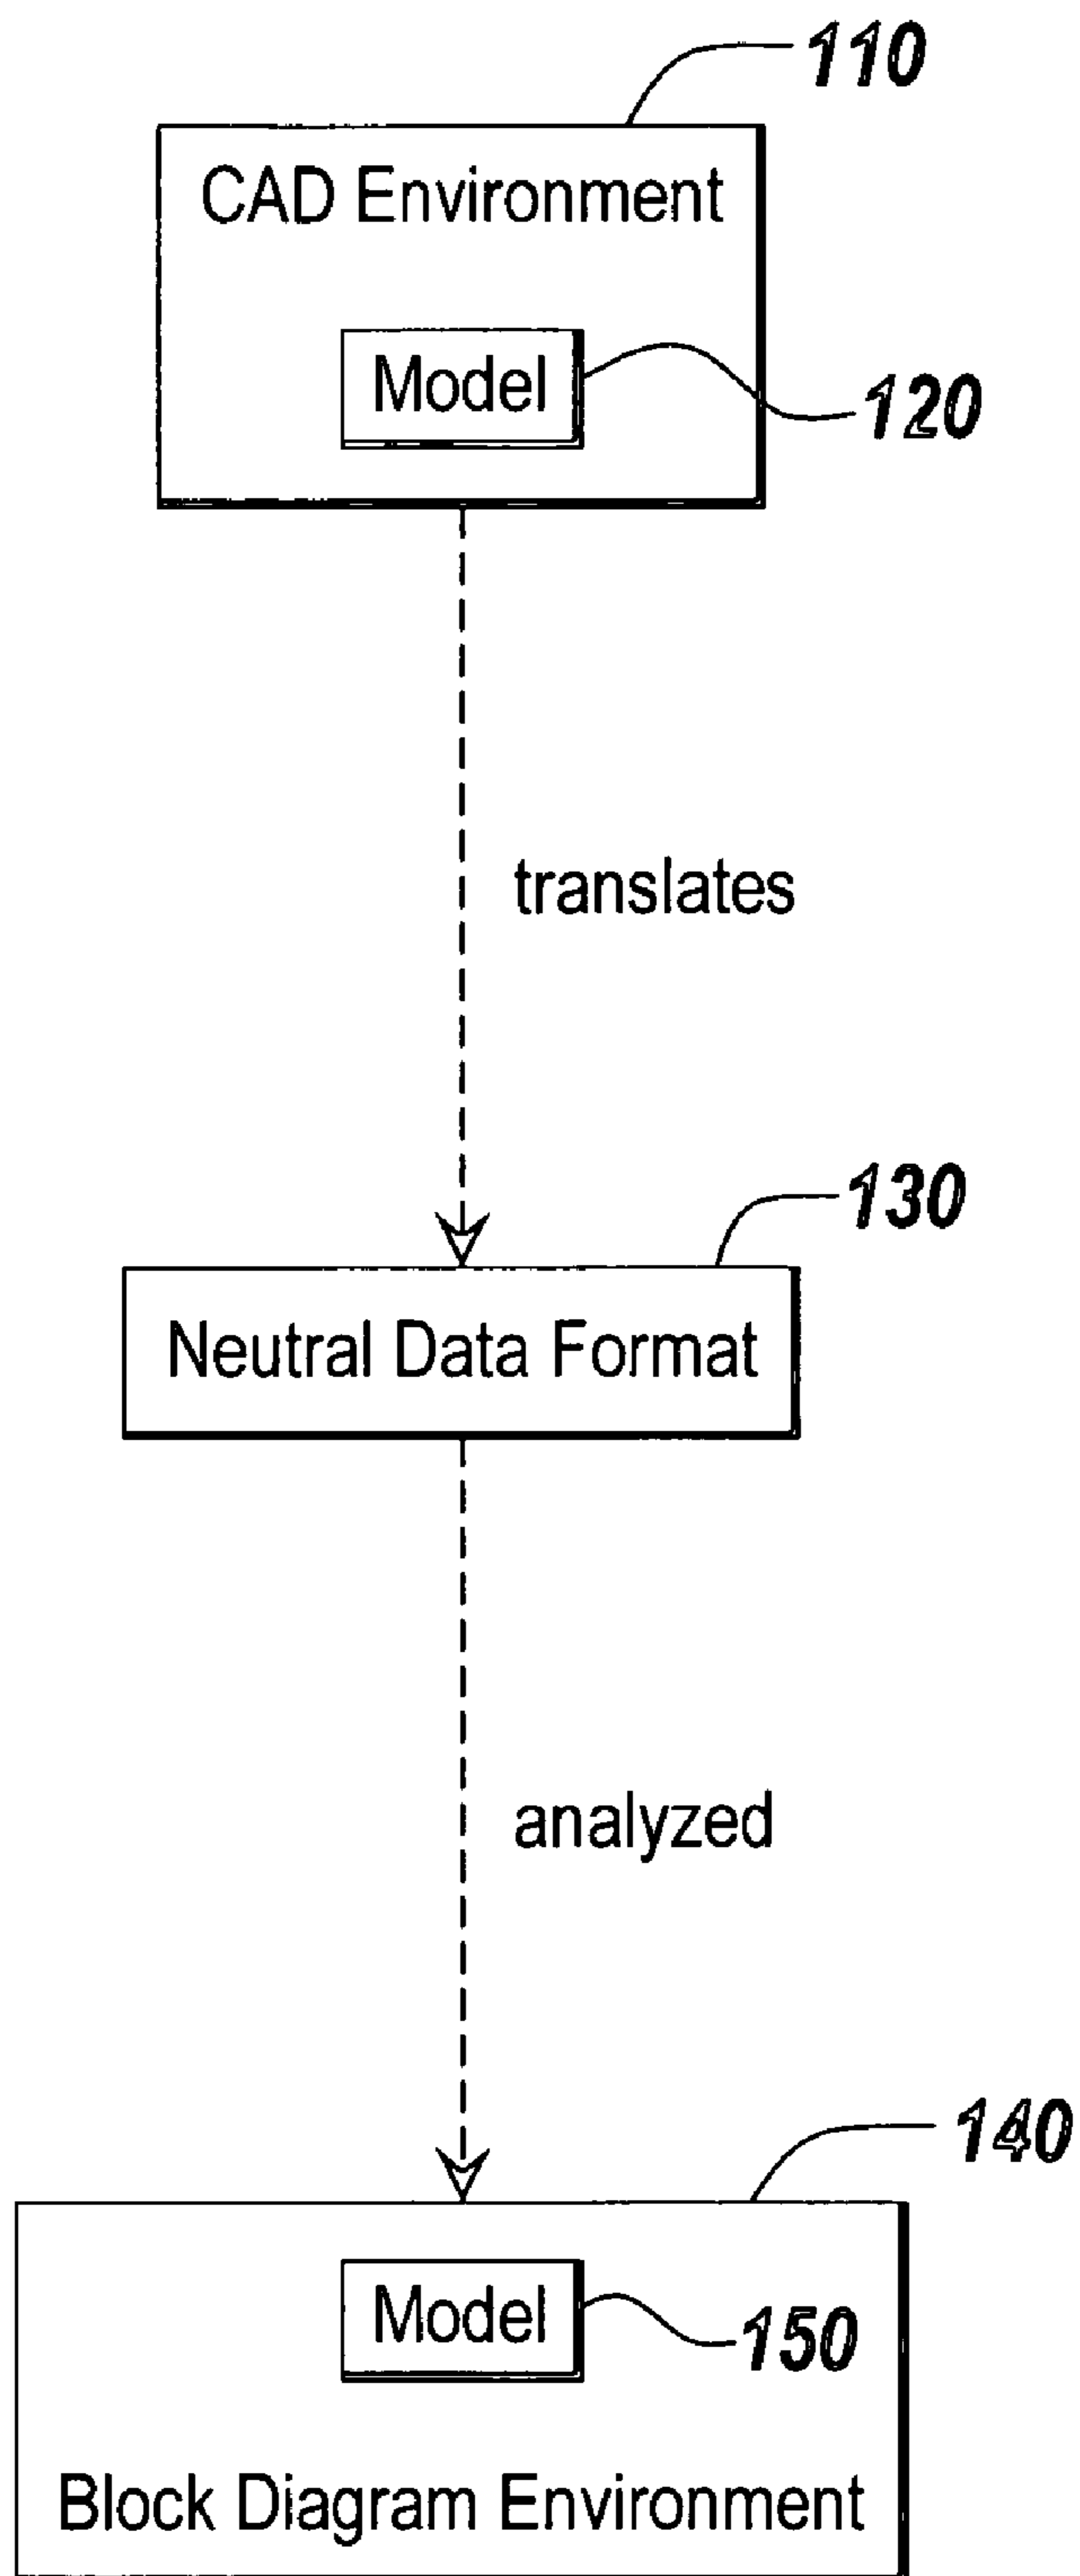 110
CAD Environment
Model
120
translates
130
Neutral Data Format
analyzed
140
Model
150
Block Diagram Environment